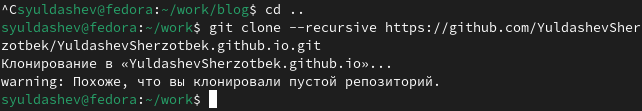 ^Csyuldashev@fedora:~/work/blog$ cd ..
syuldashev@fedora:~/work$ git clone --recursive https://github.com/YuldashevSher
zotbek/YuldashevSherzotbek.github.io.git
Клонирование в «YuldashevSherzotbek.github.io»...
warning: Похоже, что вы клонировали пустой репозиторий.
syuldashev@fedora:~/work$